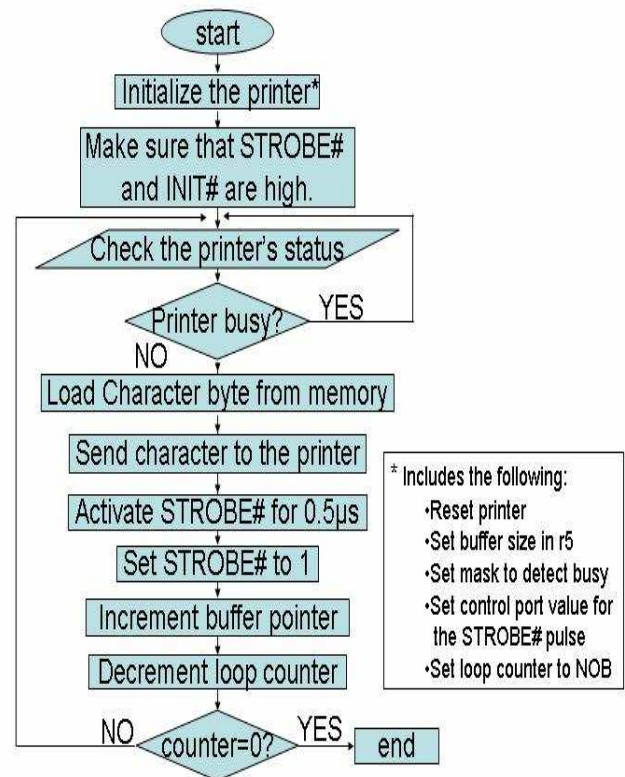 start
Initialize the printer*
Make sure that STROBE#
and INIT# are high.
Check the printer's status
Printer busy?
YES
NO
Load Character byte from memory
Send character to the printer
Activate STROBE# for 0.5µs
Set STROBE# to 1
Increment buffer pointer
Decrement loop counter
NO
counter=0?
YES
end
* Includes the following:
•Reset printer
•Set buffer size in r5
•Set mask to detect busy
•Set control port value for
the STROBE# pulse
•Set loop counter to NOB